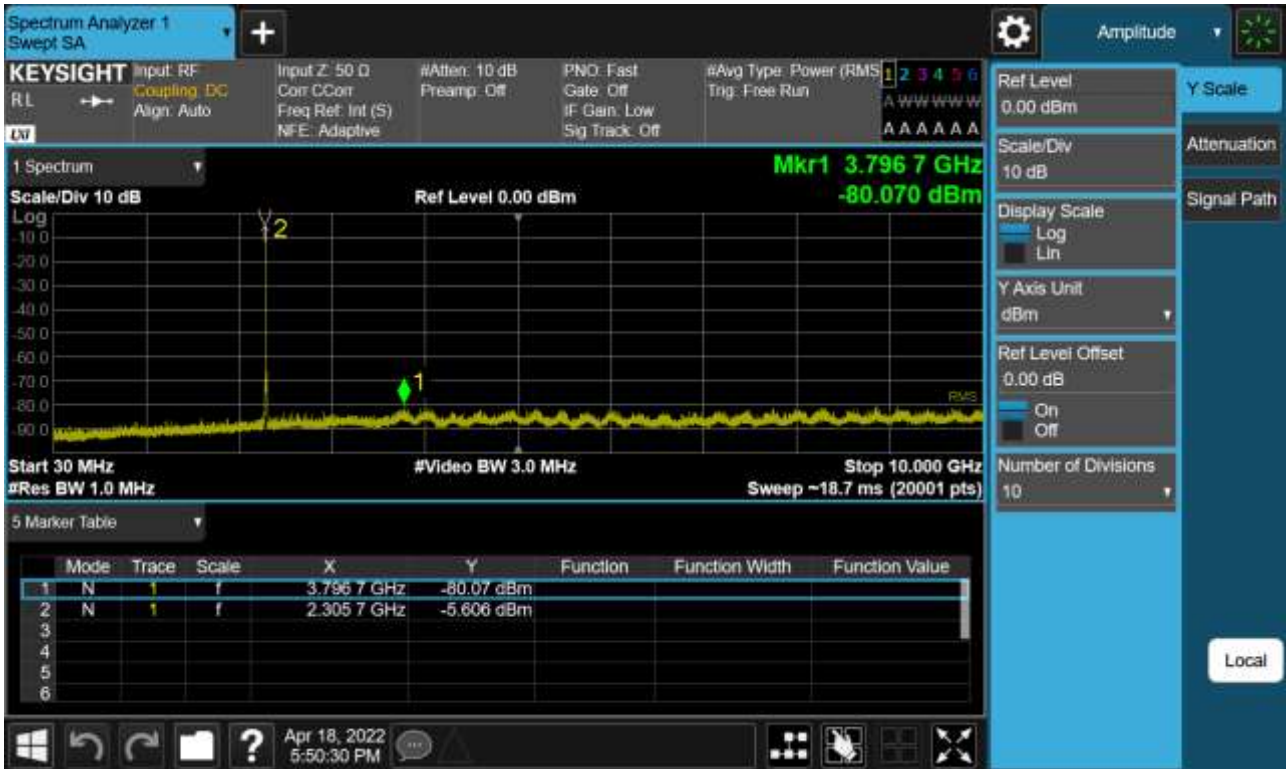 Spectrum Analyzer 1
Swept SA
+
Amplitude
KEYSIGHT
RL
LXI
Input: RF
Coupling: DC
Align: Auto
Input Z: 50 Ω
Corr CCorr
Freq Ref: Int (S)
NFE: Adaptive
#Atten: 10 dB
Preamp: Off
PNO: Fast
Gate: Off
IF Gain: Low
Sig Track: Off
#Avg Type: Power (RMS
Trig: Free Run
1 2 3 4 5 6
A W W W W W
A A A A A A
1 Spectrum
Mkr1 3.796 7 GHz
Scale/Div 10 dB
Ref Level 0.00 dBm
-80.070 dBm
Log
-10.0
-20.0
-30.0
-40.0
-50.0
-60.0
-70.0
-80.0
-90.0
2
1
RMS
Start 30 MHz
#Video BW 3.0 MHz
Stop 10.000 GHz
#Res BW 1.0 MHz
Sweep ~18.7 ms (20001 pts)
5 Marker Table
Mode Trace Scale X Y Function Function Width Function Value
1 N 1 f 3.796 7 GHz -80.07 dBm
2 N 1 f 2.305 7 GHz -5.606 dBm
3
4
5
6
Ref Level
0.00 dBm
Scale/Div
10 dB
Display Scale
Log
Lin
Y Axis Unit
dBm
Ref Level Offset
0.00 dB
On
Off
Number of Divisions
10
Y Scale
Attenuation
Signal Path
Local
?
Apr 18, 2022
5:50:30 PM